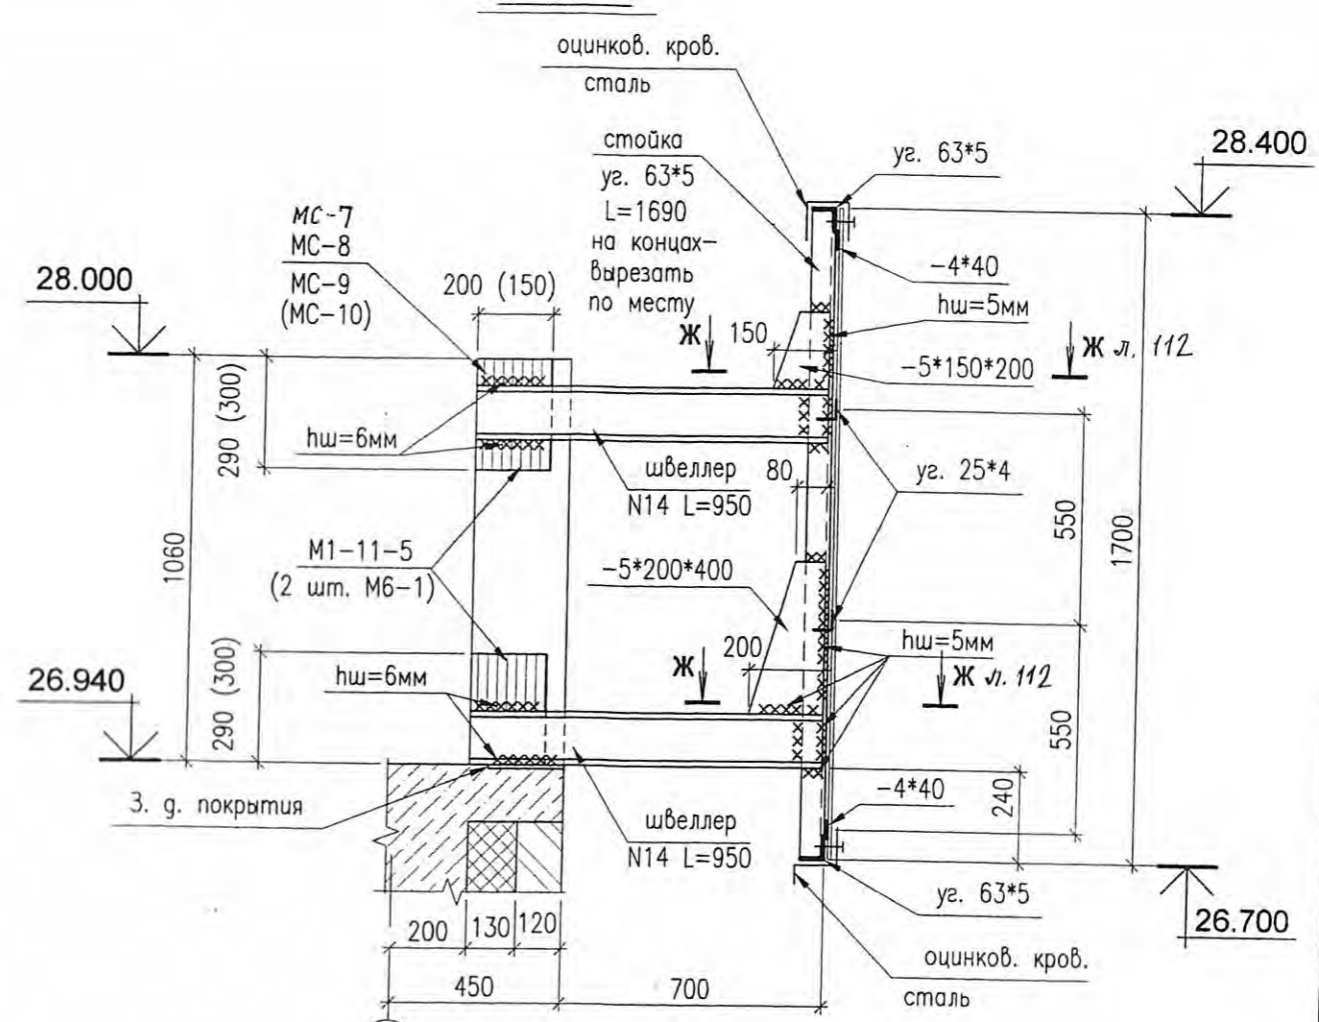 оцинков. кров.
сталь
стойка
уг. 63*5
L=1690
на концах-
вырезать
по месту
уг. 63*5
28.400
МС-7
МС-8
МС-9
(МС-10)
28.000
200 (150)
-4*40
hш=5мм
Ж
150
Ж л. 112
-5*150*200
290 (300)
hш=6мм
швеллер
N14 L=950
80
уг. 25*4
550
1700
1060
М1-11-5
(2 шт. М6-1)
-5*200*400
200
hш=5мм
Ж
Ж л. 112
26.940
290 (300)
hш=6мм
550
З. д. покрытия
швеллер
N14 L=950
-4*40
240
уг. 63*5
26.700
200
130
120
450
700
оцинков. кров.
сталь